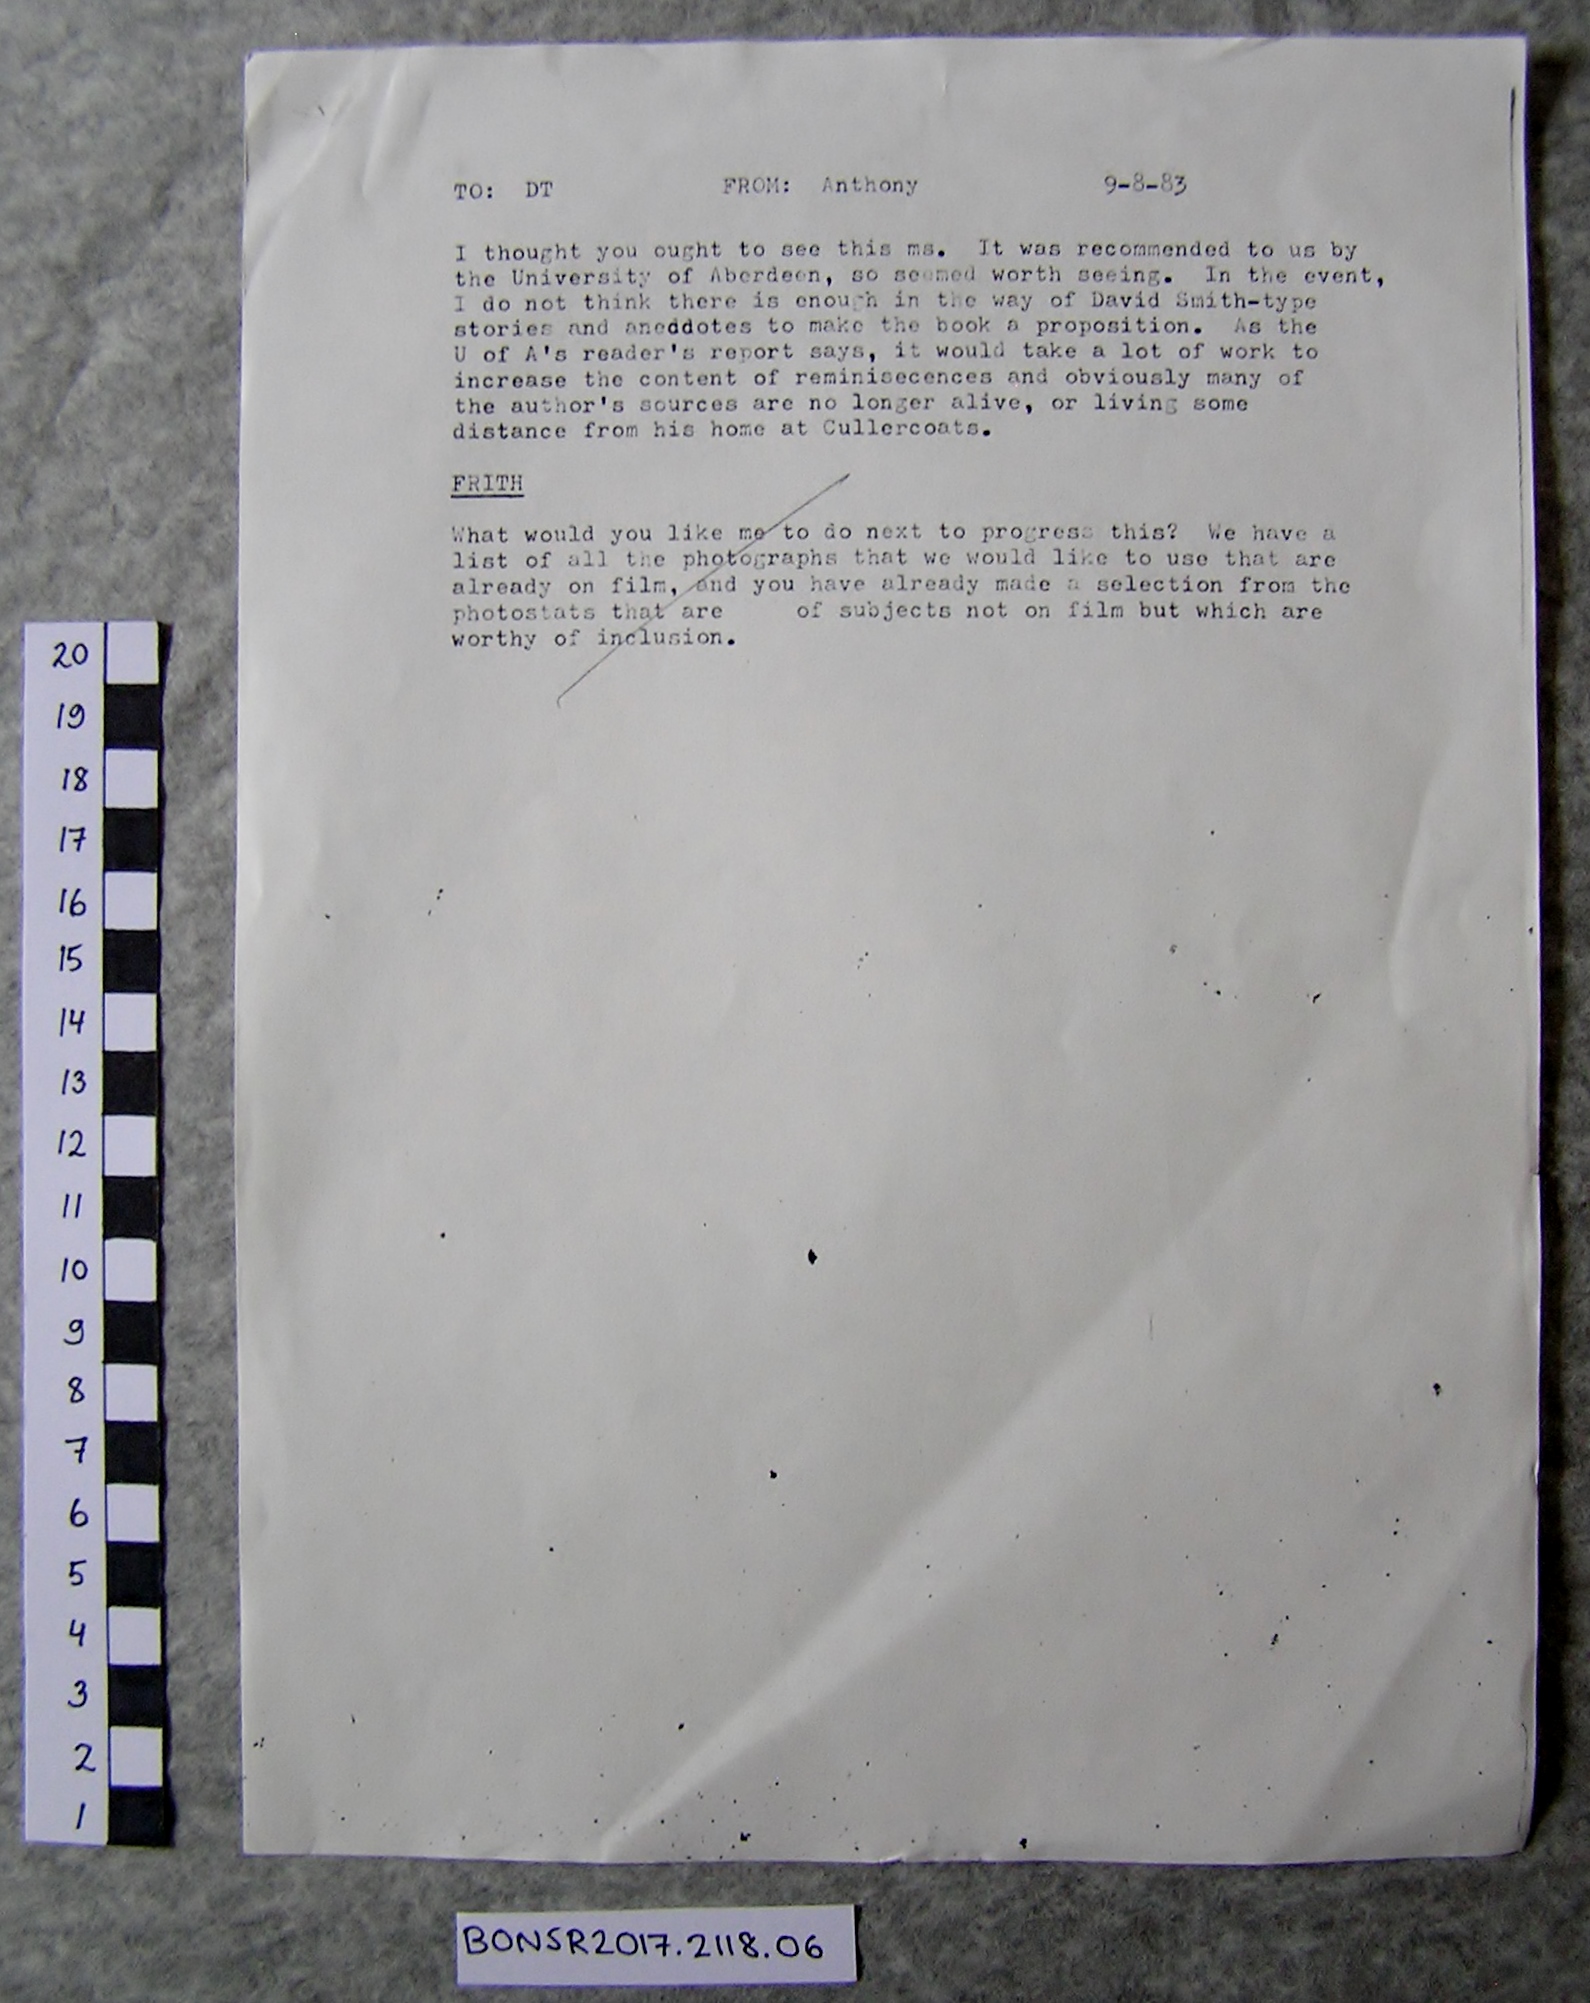 TO: DT FROM: Anthony 9-8-83
I thought you ought to see this ms. It was recommended to us by
the University of Aberdeen, so seemed worth seeing. In the event,
I do not think there is enough in the way of David Smith-type
stories and aneddotes to make the book a proposition. As the
U of A's reader's report says, it would take a lot of work to
increase the content of reminisecences and obviously many of
the author's sources are no longer alive, or living some
distance from his home at Cullercoats.
FRITH
What would you like me to do next to progress this? We have a
list of all the photographs that we would like to use that are
already on film, and you have already made a selection from the
photostats that are of subjects not on film but which are
worthy of inclusion.
20
19
18
17
16
15
14
13
12
11
10
9
8
7
6
5
4
3
2
1
BONSR2017.2118.06